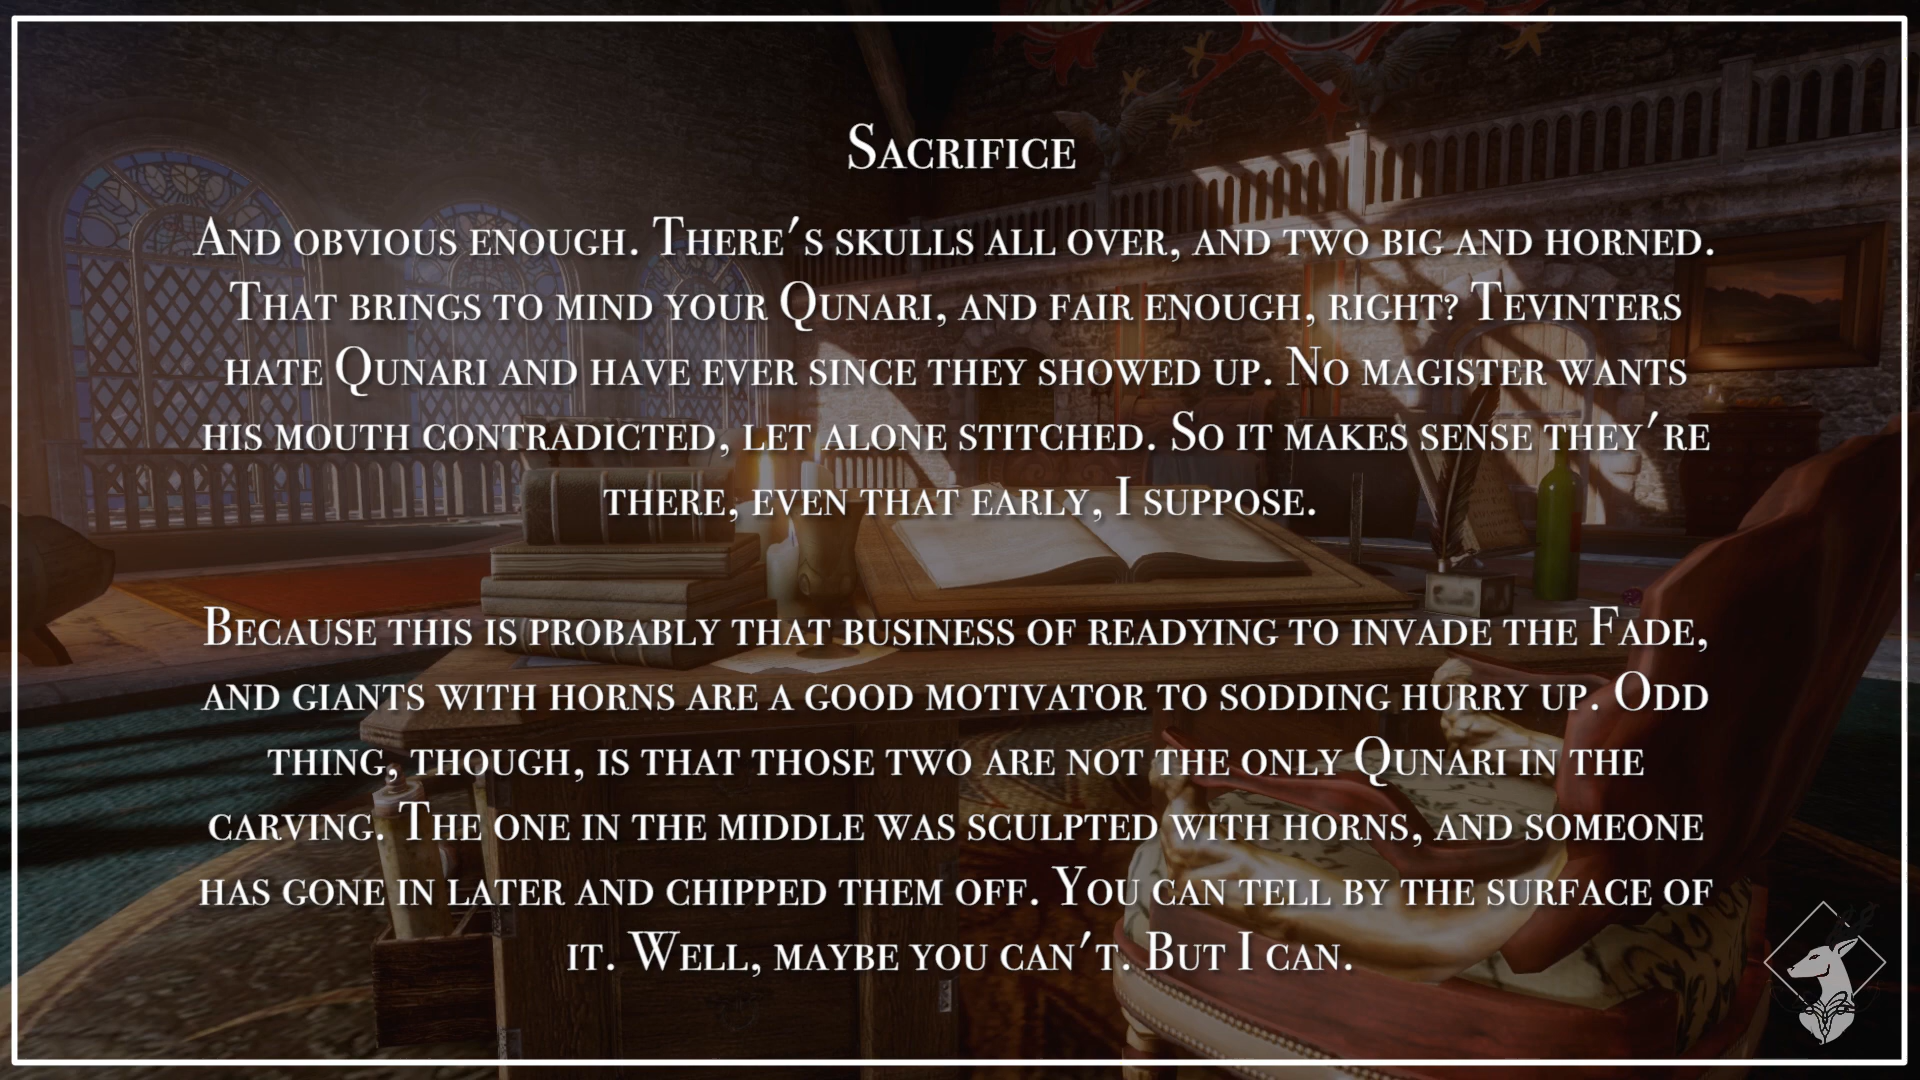 Sacrifice
And obvious enough. There's skulls all over, and two big and horned.
That brings to mind your Qunari, and fair enough, right? Tevinters
hate Qunari and have ever since they showed up. No magister wants
his mouth contradicted, let alone stitched. So it makes sense they're
there, even that early, I suppose.
Because this is probably that business of readying to invade the Fade,
and giants with horns are a good motivator to sodding hurry up. Odd
thing, though, is that those two are not the only Qunari in the
carving. The one in the middle was sculpted with horns, and someone
has gone in later and chipped them off. You can tell by the surface of
it. Well, maybe you can't. But I can.